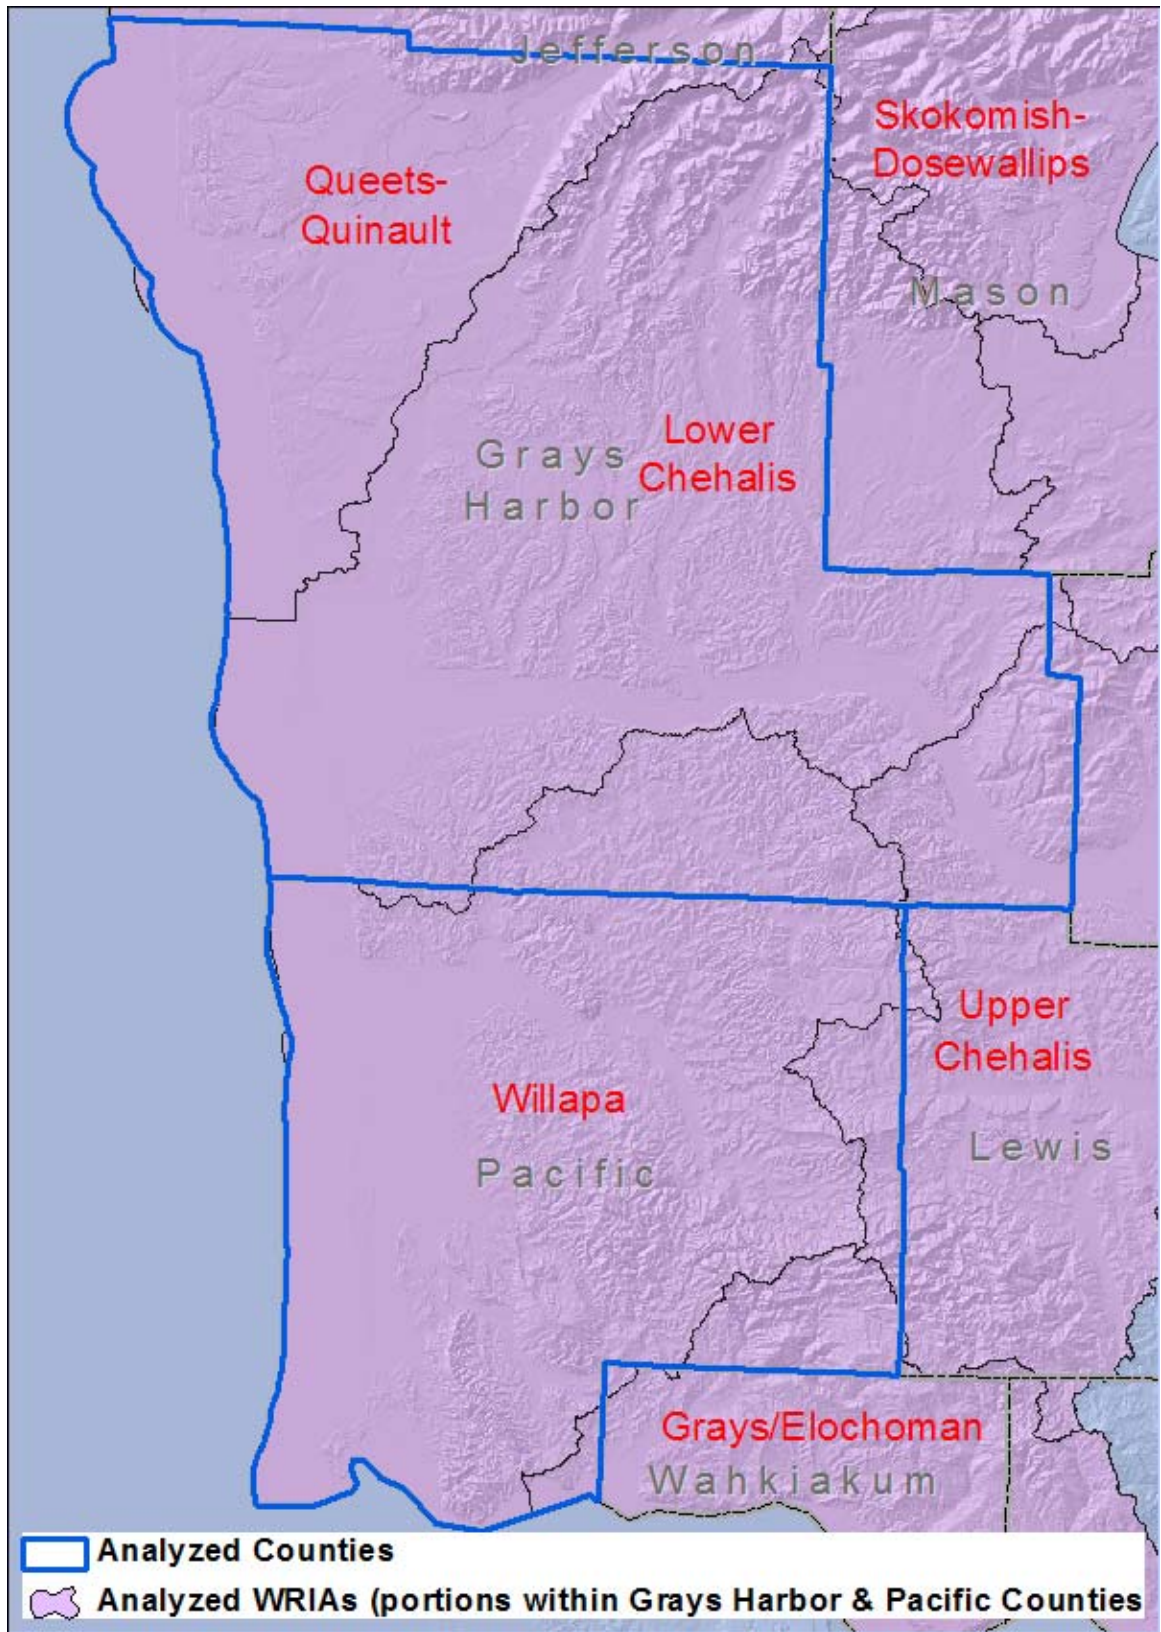 Jefferson
Skokomish-
Dosewallips
Queets-
Quinault
Mason
Lower
Chehalis
Grays
Harbor
Upper
Chehalis
Willapa
Lewis
Pacific
Grays/Elochoman
Wahkiakum
Analyzed Counties
Analyzed WRIAs (portions within Grays Harbor & Pacific Counties